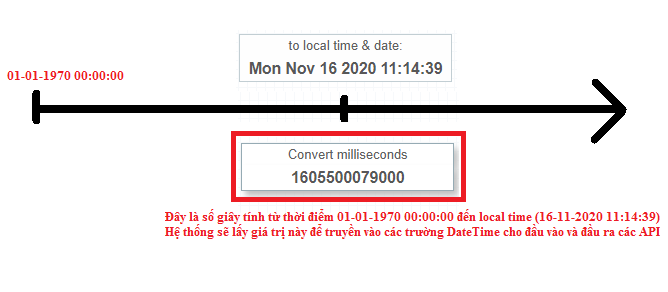 to local time & date:
Mon Nov 16 2020 11:14:39
01-01-1970 00:00:00
Convert milliseconds
1605500079000
Đây là số giây tính từ thời điểm 01-01-1970 00:00:00 đến local time (16-11-2020 11:14:39)
Hệ thống sẽ lấy giá trị này để truyền vào các trường DateTime cho đầu vào và đầu ra các API